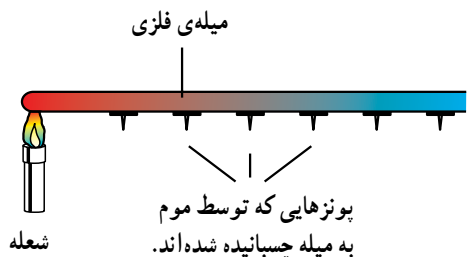 میله‌ی فلزی
پونزهایی که توسط موم
به میله چسبانیده شده‌اند.
شعله